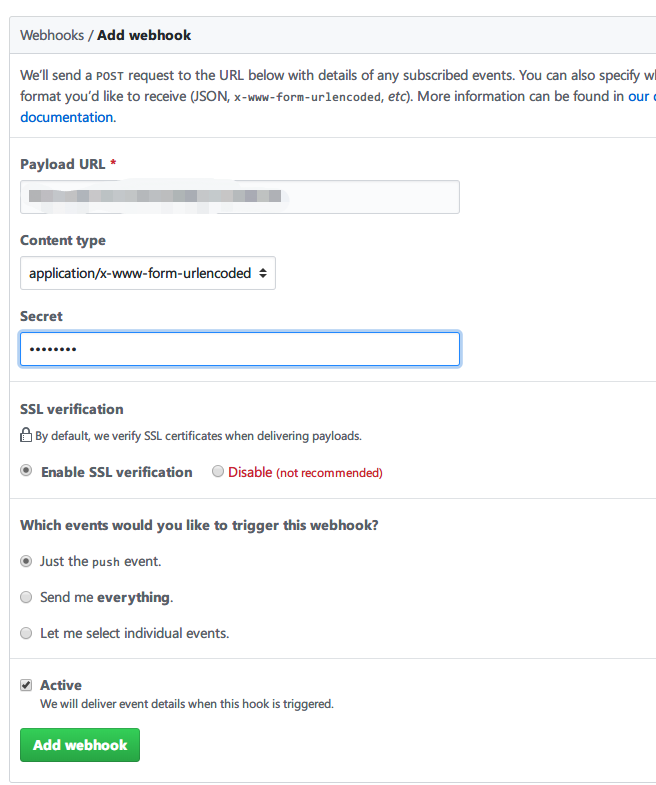 Webhooks / Add webhook
We'll send a POST request to the URL below with details of any subscribed events. You can also specify
format you'd like to receive (JSON, x-www-form-urlencoded, etc). More information can be found in our
documentation.
Payload URL *
Content type
application/x-www-form-urlencoded
Secret
••••••••
SSL verification
By default, we verify SSL certificates when delivering payloads.
Enable SSL verification Disable (not recommended)
Which events would you like to trigger this webhook?
Just the push event.
Send me everything.
Let me select individual events.
Active
We will deliver event details when this hook is triggered.
Add webhook